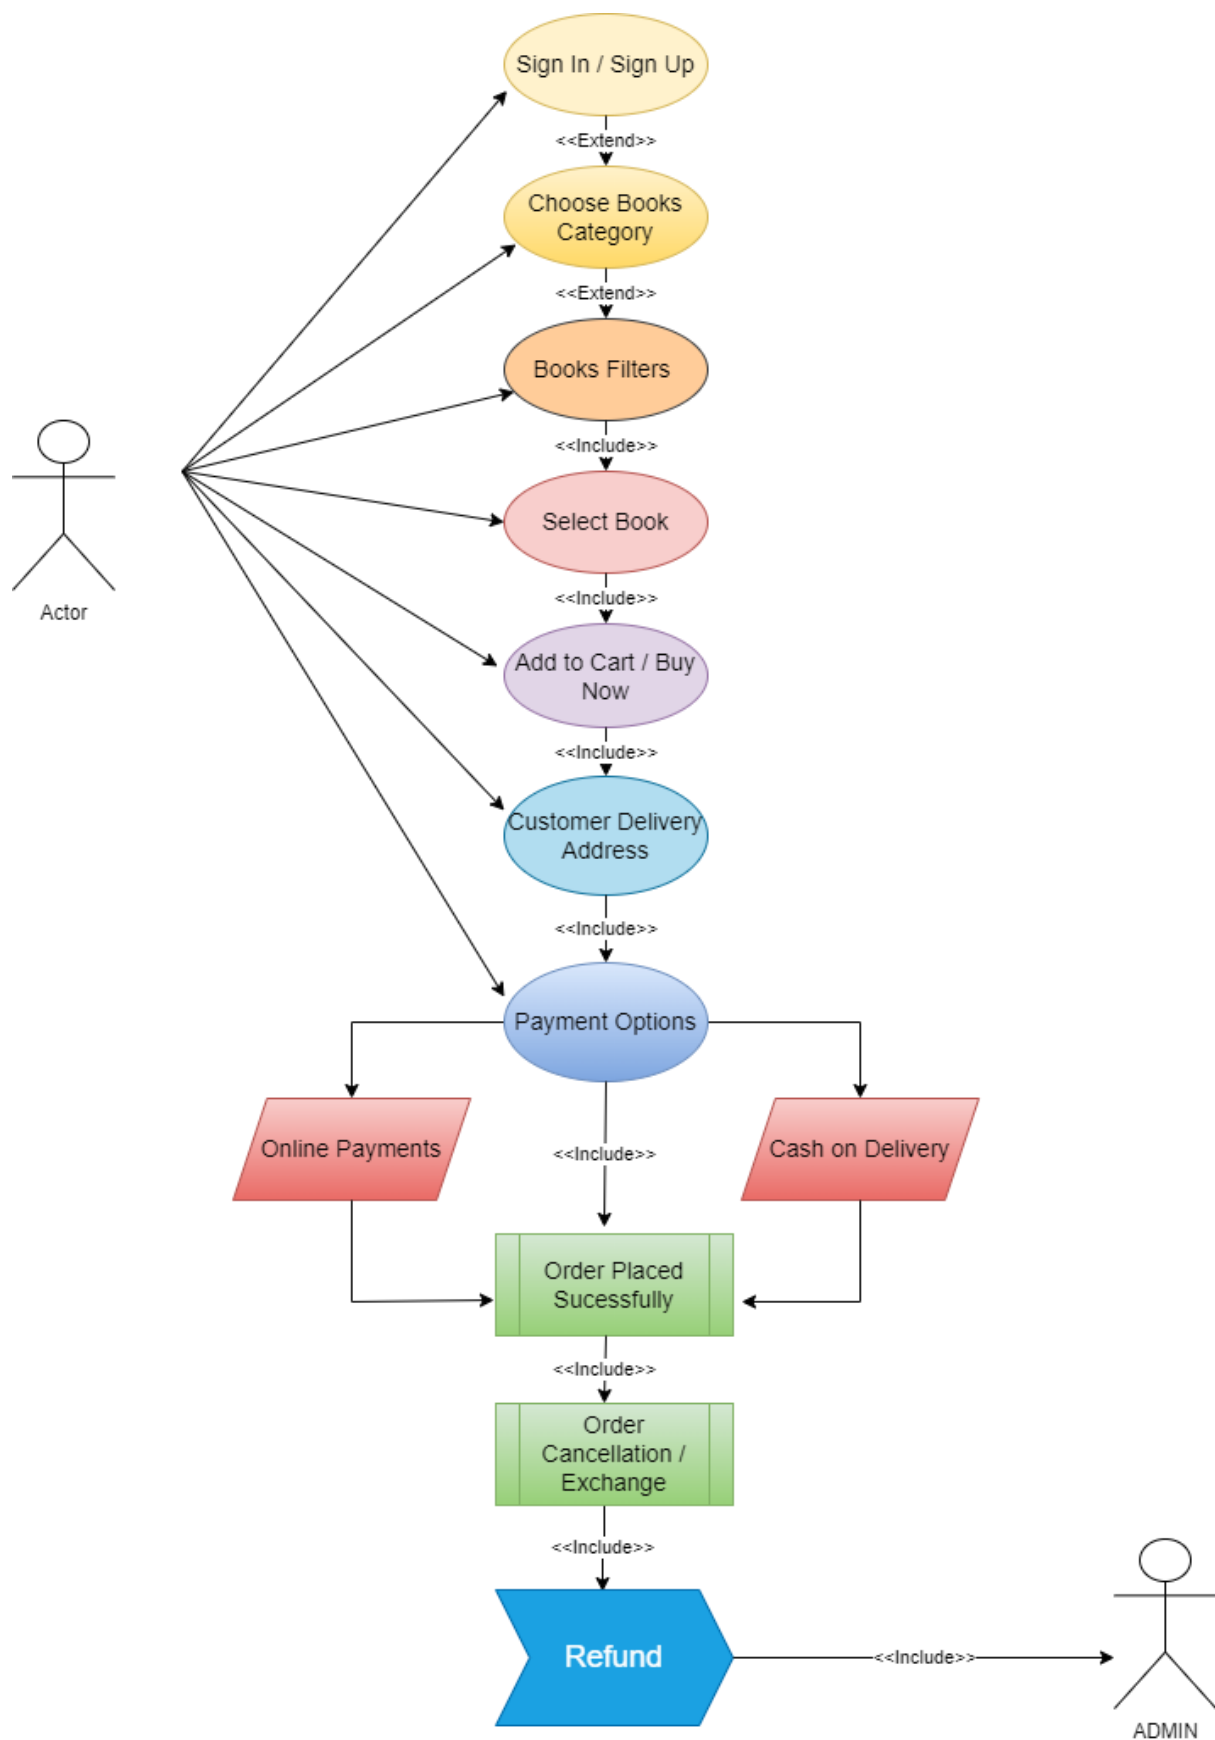 Sign In / Sign Up
<<Extend>>
Choose Books
Category
<<Extend>>
Books Filters
<<Include>>
Select Book
Actor
<<Include>>
Add to Cart / Buy
Now
<<Include>>
Customer Delivery
Address
<<Include>>
Payment Options
Online Payments
<<Include>>
Cash on Delivery
Order Placed
Sucessfully
<<Include>>
Order
Cancellation /
Exchange
<<Include>>
Refund
<<Include>>
ADMIN